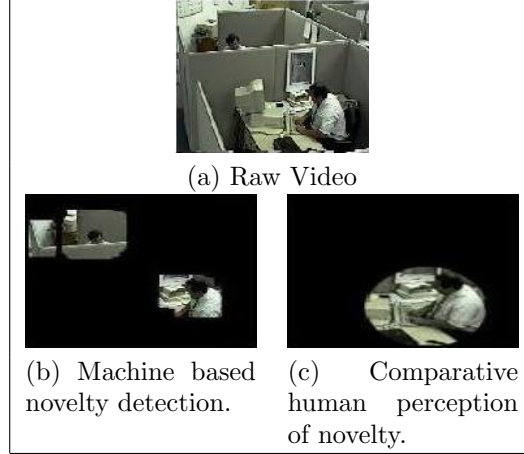 (a) Raw Video
(b) Machine based
novelty detection.
(c) Comparative
human perception
of novelty.